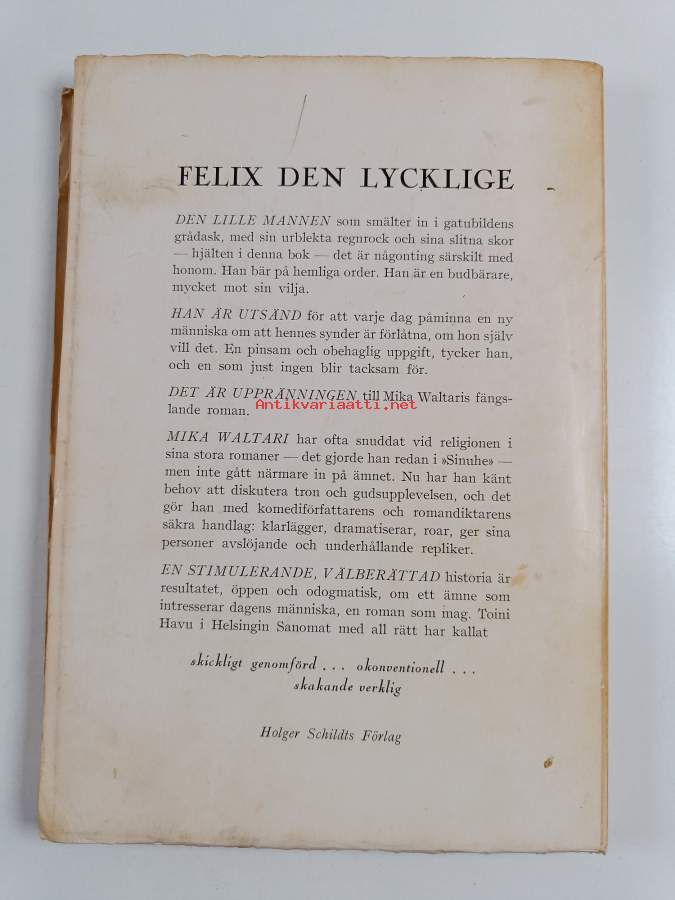 FELIX DEN LYCKLIGE
DEN LILLE MANNEN som smälter in i gatubildens
grådask, med sin urblekta regnrock och sina slitna skor
— hjälten i denna bok — det är någonting särskilt med
honom. Han bär på hemliga order. Han är en budbärare,
mycket mot sin vilja.
HAN ÄR UTSÄND för att varje dag påminna en ny
människa om att hennes synder är förlåtna, om hon själv
vill det. En pinsam och obehaglig uppgift, tycker han,
och en som just ingen blir tacksam för.
DET ÄR UPPRÄNNINGEN till Mika Waltaris fängs-
lande roman.
Antikvariaatti.net
MIKA WALTARI har ofta snuddat vid religionen i
sina stora romaner — det gjorde han redan i »Sinuhe» —
men inte gått närmare in på ämnet. Nu har han känt
behov att diskutera tron och gudsupplevelsen, och det
gör han med komediförfattarens och romandiktarens
säkra handlag: klarlägger, dramatiserar, roar, ger sina
personer avslöjande och underhållande repliker.
EN STIMULERANDE, VÄLBERÄTTAD historia är
resultatet, öppen och odogmatisk, om ett ämne som
intresserar dagens människa, en roman som mag. Toini
Havu i Helsingin Sanomat med all rätt har kallat
skickligt genomförd . . . okonventionell . . .
skakande verklig
Holger Schildts Förlag